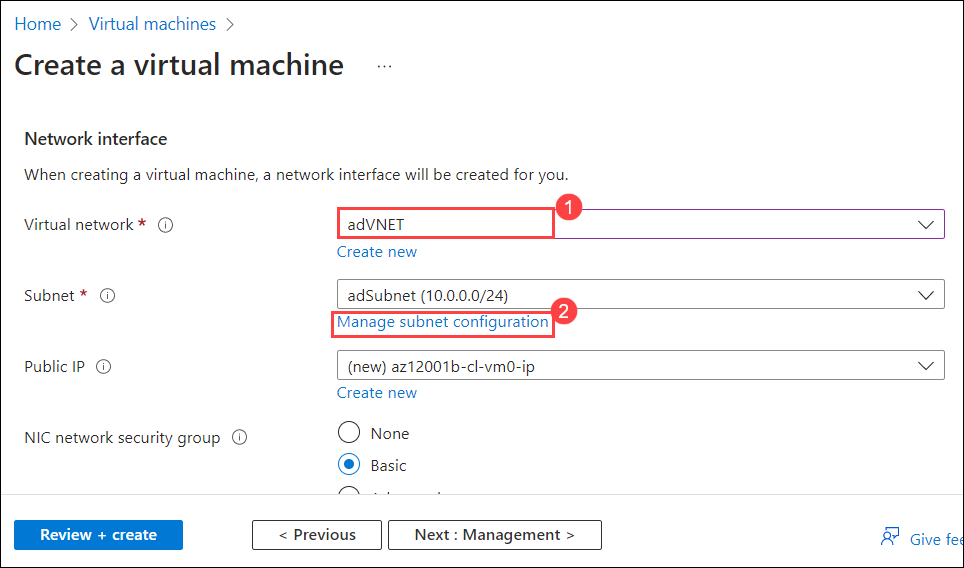 Home > Virtual machines >
Create a virtual machine ...
Network interface
When creating a virtual machine, a network interface will be created for you.
Virtual network * adVNET 1
Create new
Subnet * adSubnet (10.0.0.0/24)
Manage subnet configuration 2
Public IP (new) az12001b-cl-vm0-ip
Create new
NIC network security group None
Basic
Review + create < Previous Next : Management > Give fee